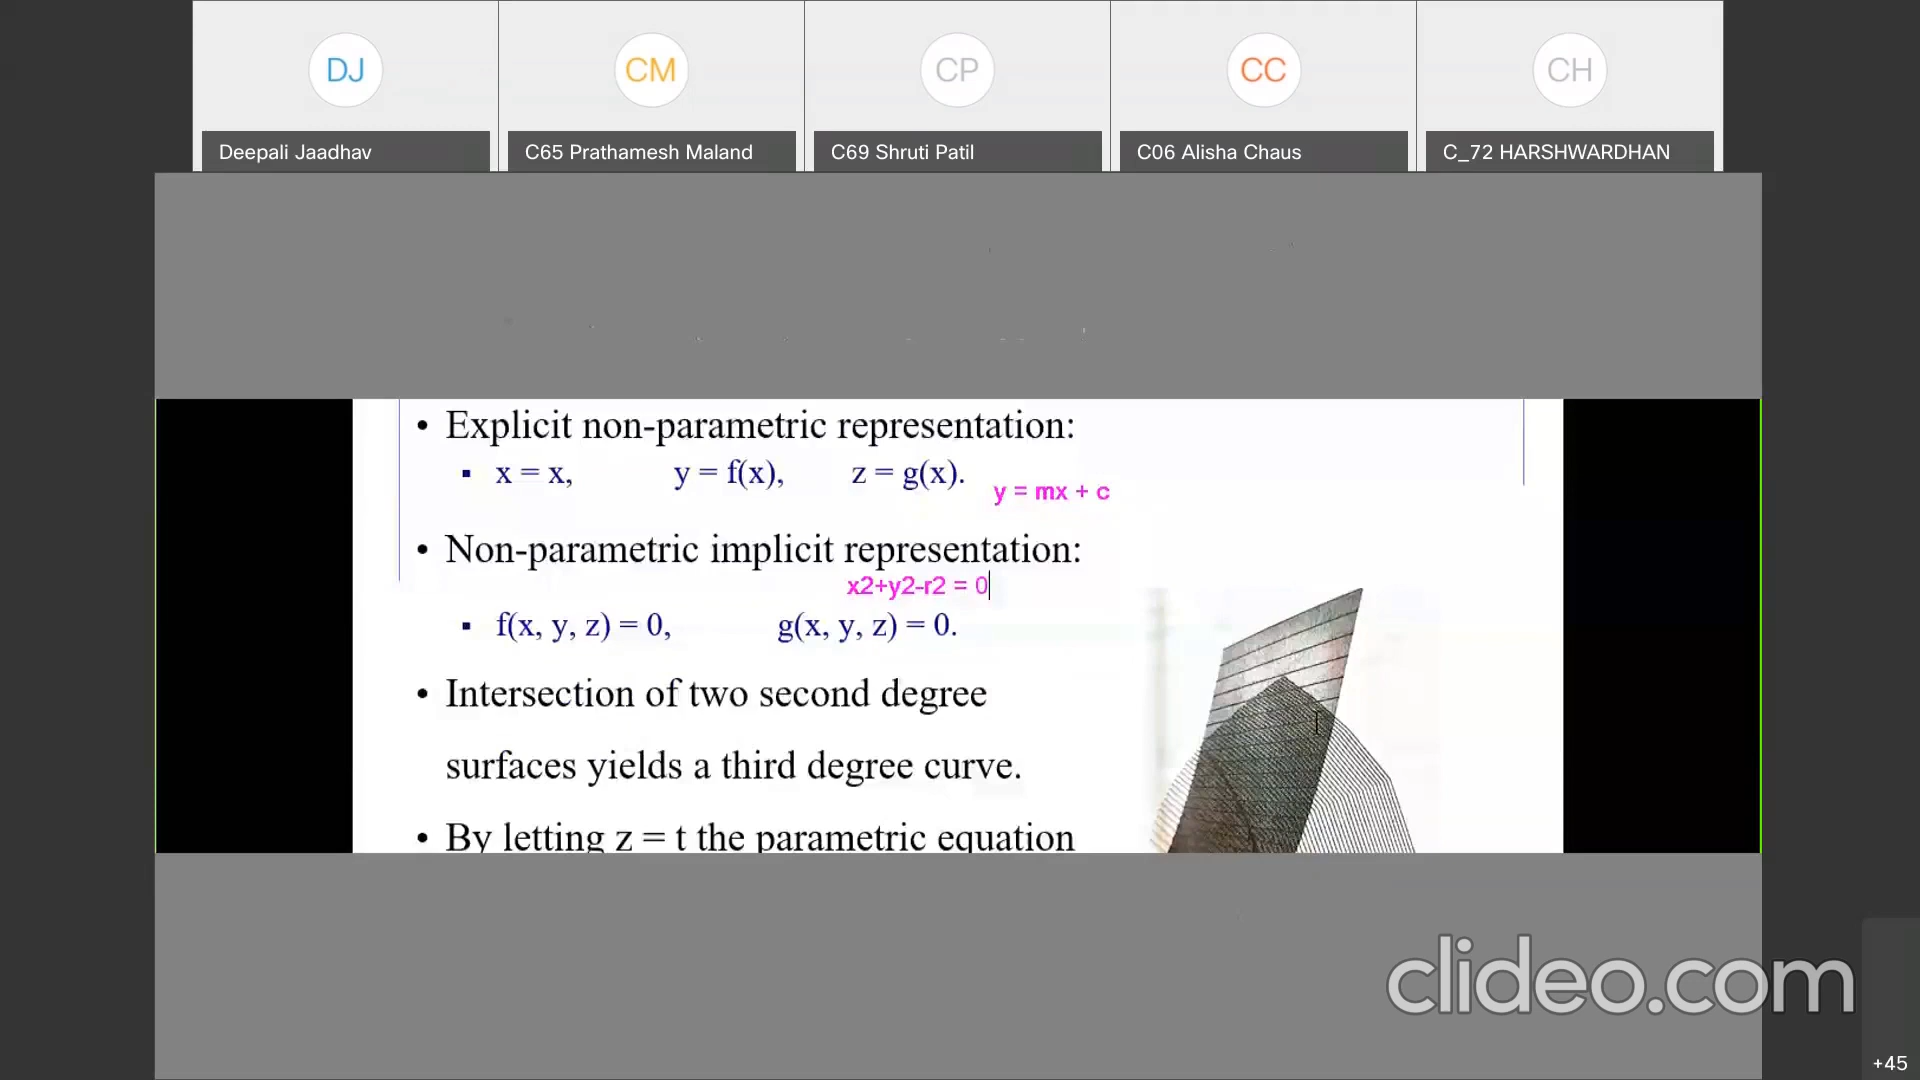 DJ
CM
CP
CC
CH
Deepali Jaadhav
C65 Prathamesh Maland
C69 Shruti Patil
C06 Alisha Chaus
C_72 HARSHWARDHAN
• Explicit non-parametric representation:
▪ x = x, y = f(x), z = g(x).
y = mx + c
• Non-parametric implicit representation:
x2+y2-r2 = 0
▪ f(x, y, z) = 0, g(x, y, z) = 0.
• Intersection of two second degree
surfaces yields a third degree curve.
• By letting z = t the parametric equation
clideo.com
+45